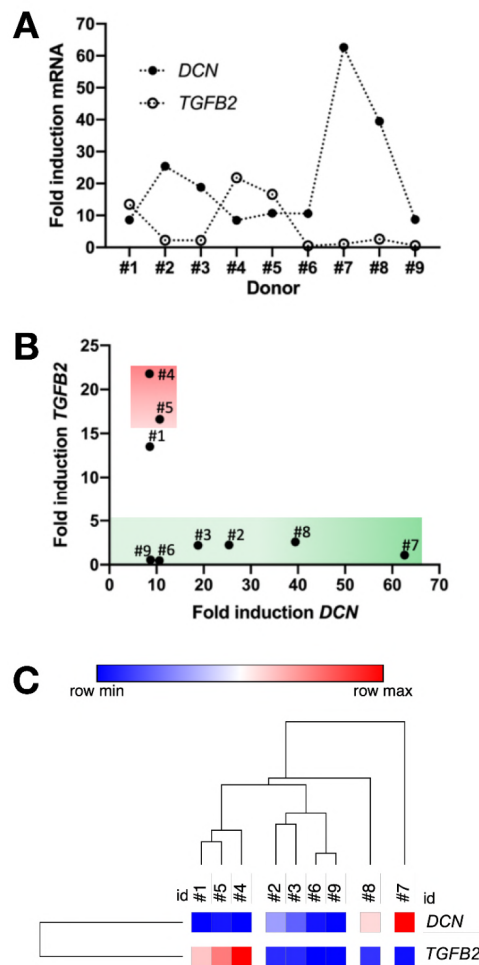 A
Fold induction mRNA
70
60
50
40
30
20
10
0
DCN
TGFB2
#1 #2 #3 #4 #5 #6 #7 #8 #9
Donor
B
Fold induction TGFB2
25
20
15
10
5
0
#4
#5
#1
#3 #2 #8 #7
#9 #6
0 10 20 30 40 50 60 70
Fold induction DCN
C
row min row max
id #1 #5 #4 #2 #3 #6 #9 #8 #7 id
DCN
TGFB2